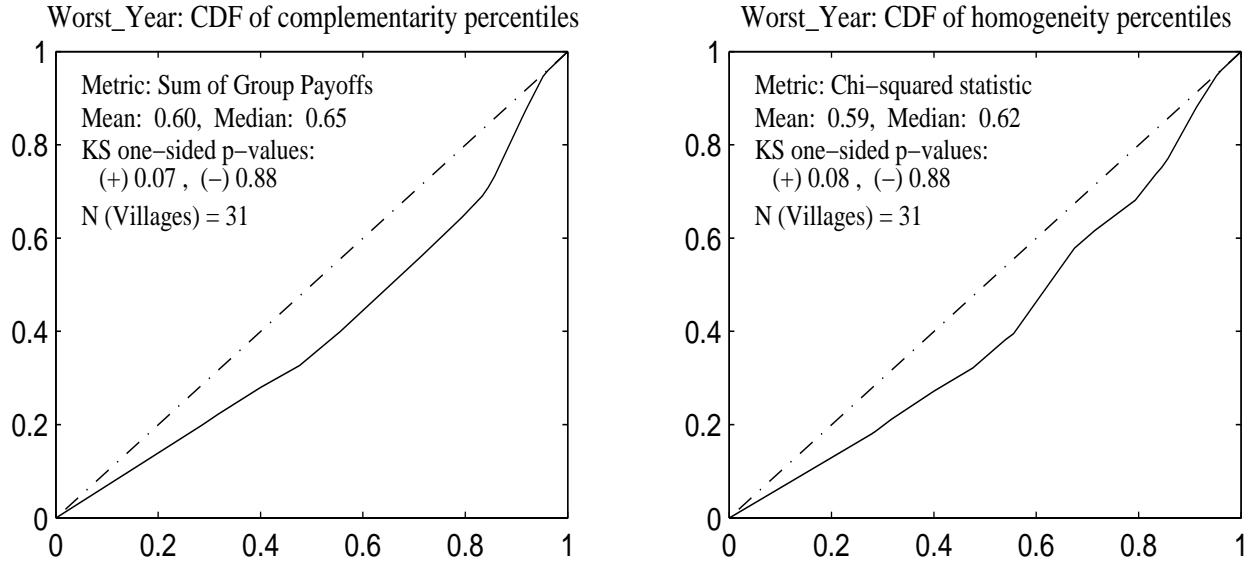 Worst_Year: CDF of complementarity percentiles
1
0.8
0.6
0.4
0.2
0
Metric: Sum of Group Payoffs
Mean: 0.60, Median: 0.65
KS one−sided p−values:
(+) 0.07 , (−) 0.88
N (Villages) = 31
0 0.2 0.4 0.6 0.8 1
Worst_Year: CDF of homogeneity percentiles
1
0.8
0.6
0.4
0.2
0
Metric: Chi−squared statistic
Mean: 0.59, Median: 0.62
KS one−sided p−values:
(+) 0.08 , (−) 0.88
N (Villages) = 31
0 0.2 0.4 0.6 0.8 1